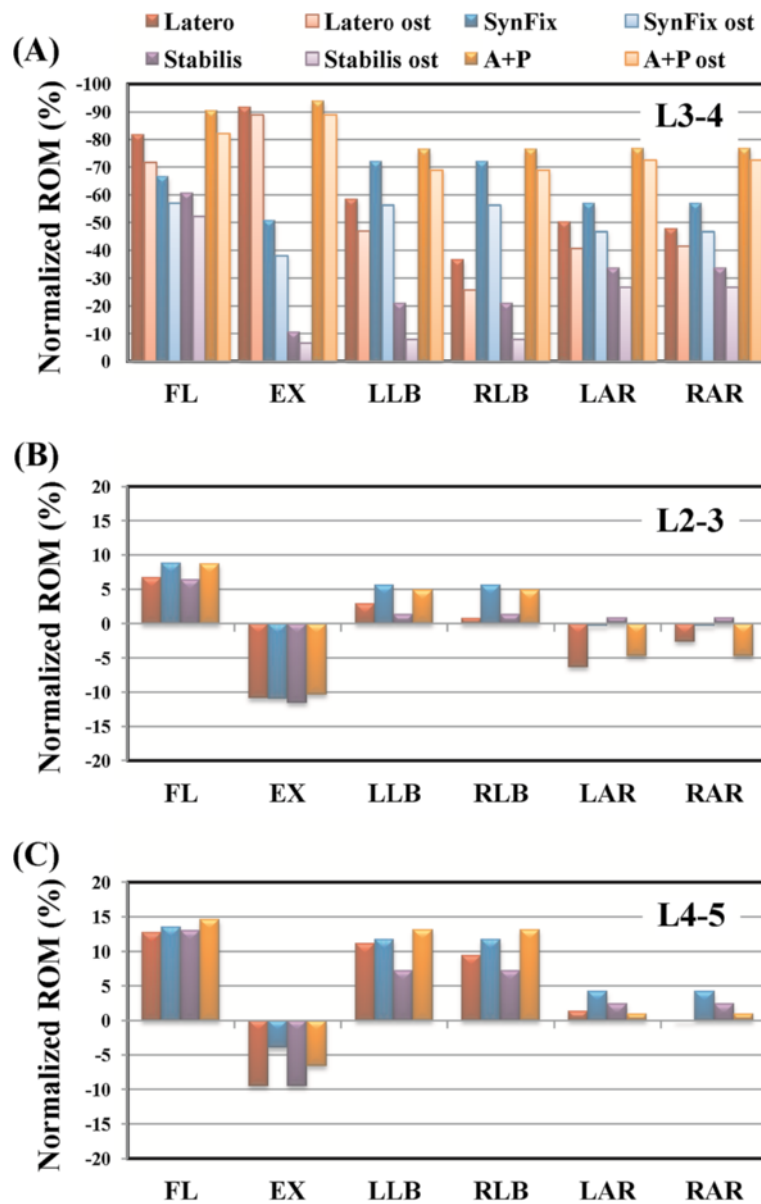 Latero Latero ost SynFix SynFix ost
Stabilis Stabilis ost A+P A+P ost
(A)
Normalized ROM (%)
-100
-90
-80
-70
-60
-50
-40
-30
-20
-10
0
L3-4
FL EX LLB RLB LAR RAR
(B)
Normalized ROM (%)
20
15
10
5
0
-5
-10
-15
-20
L2-3
FL EX LLB RLB LAR RAR
(C)
Normalized ROM (%)
20
15
10
5
0
-5
-10
-15
-20
L4-5
FL EX LLB RLB LAR RAR